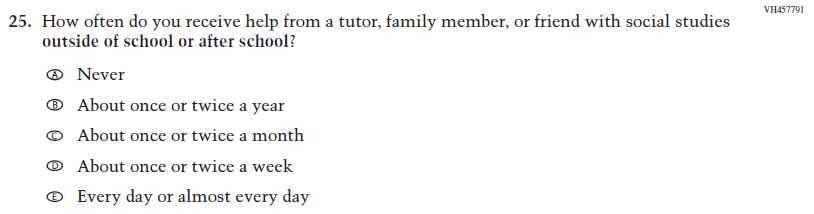 VH457791
25. How often do you receive help from a tutor, family member, or friend with social studies
outside of school or after school?
A Never
B About once or twice a year
C About once or twice a month
D About once or twice a week
E Every day or almost every day